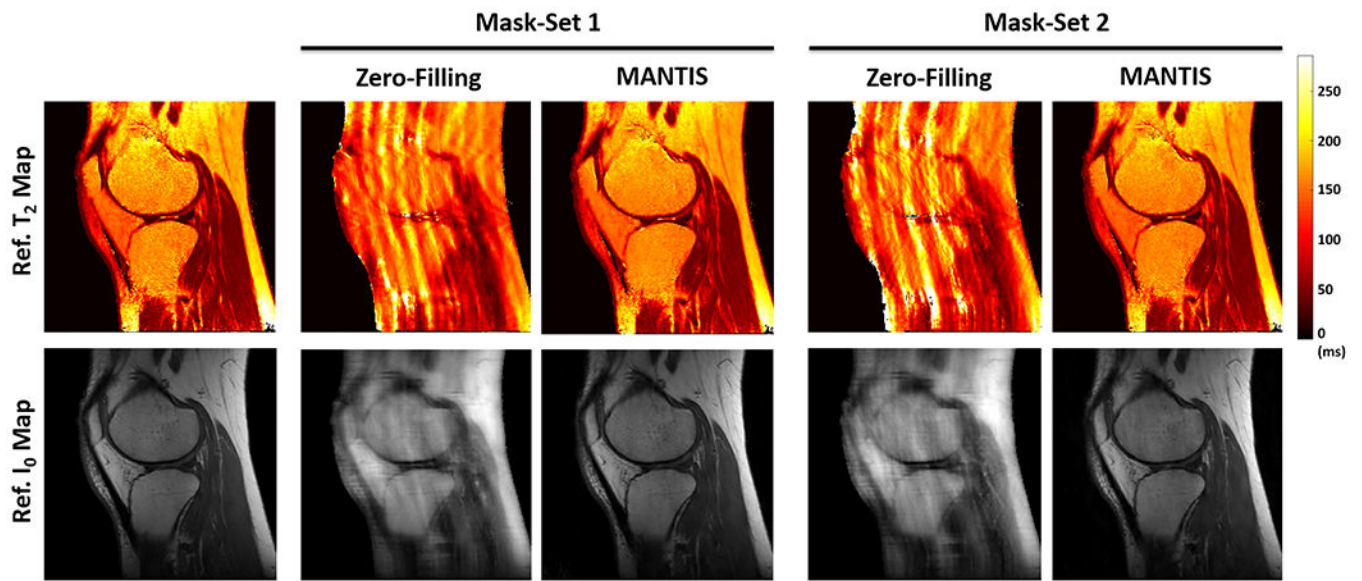 Mask-Set 1
Mask-Set 2
Zero-Filling
MANTIS
Zero-Filling
MANTIS
Ref. T₂ Map
250
200
150
100
50
0
(ms)
Ref. I₀ Map